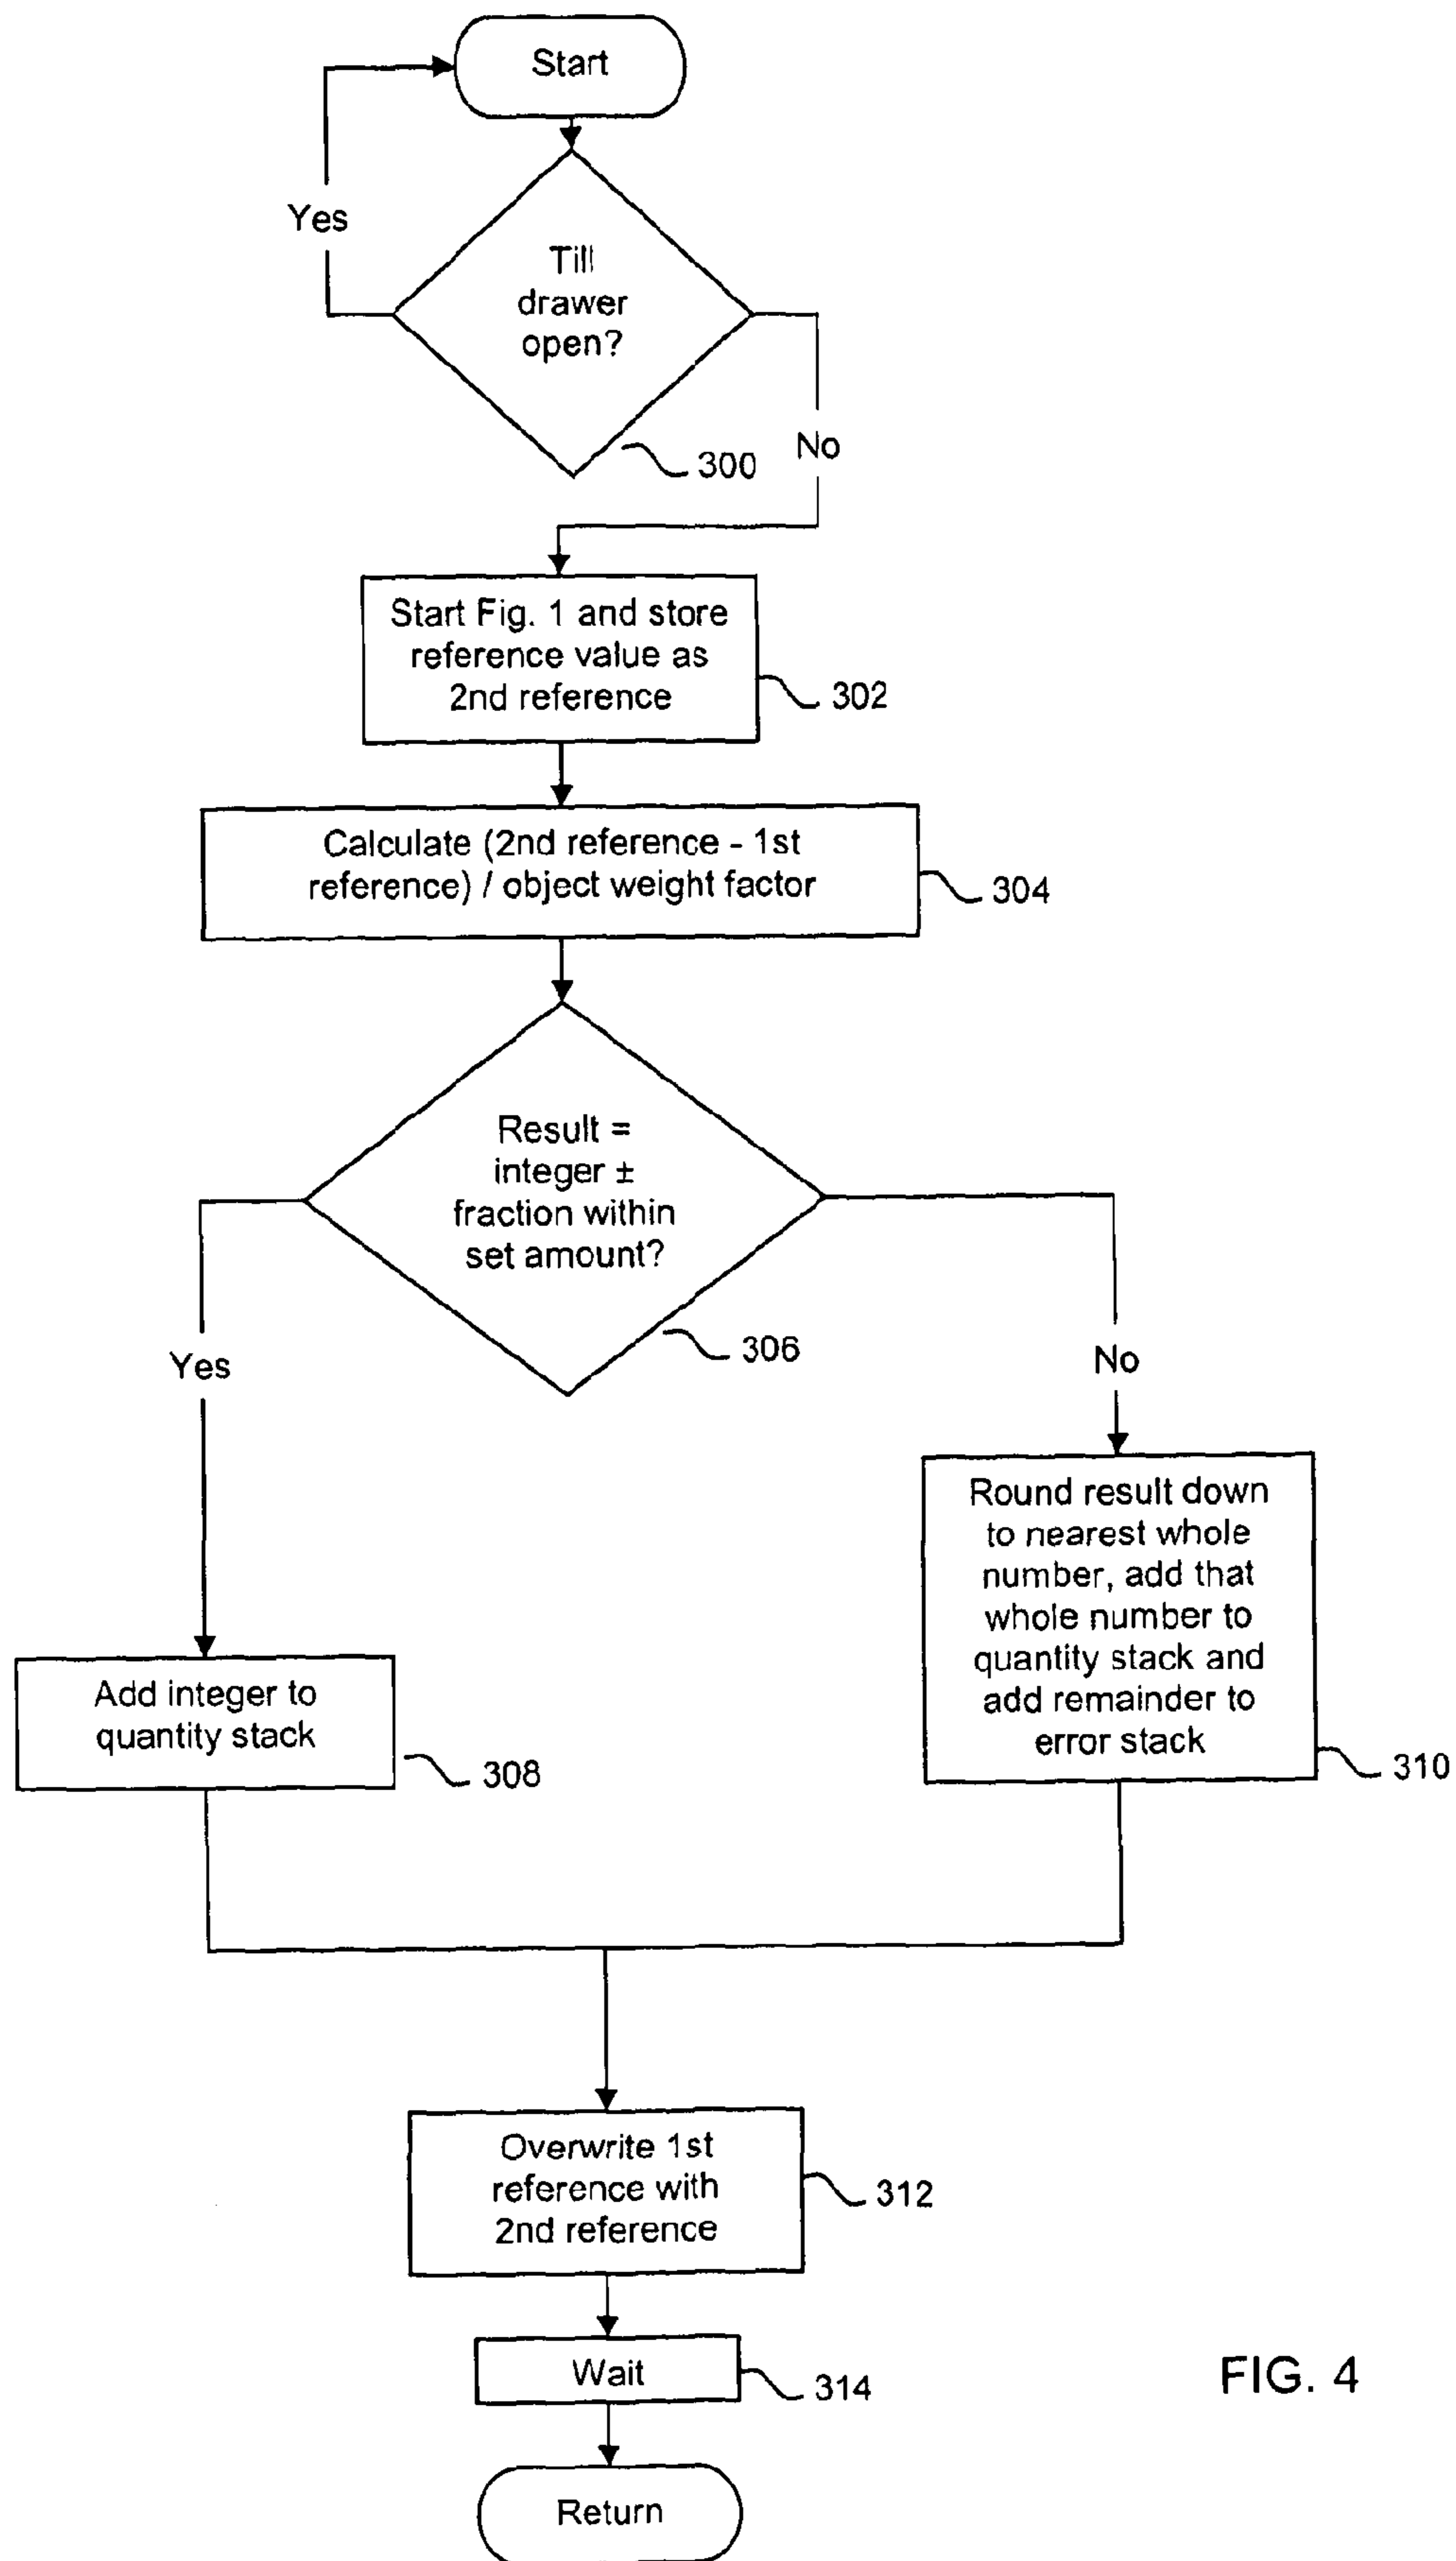 Start
Yes
Till
drawer
open?
No
300
Start Fig. 1 and store
reference value as
2nd reference
302
Calculate (2nd reference - 1st
reference) / object weight factor
304
Result =
integer ±
fraction within
set amount?
306
Yes
No
Round result down
to nearest whole
number, add that
whole number to
quantity stack and
add remainder to
error stack
310
Add integer to
quantity stack
308
Overwrite 1st
reference with
2nd reference
312
Wait
314
FIG. 4
Return